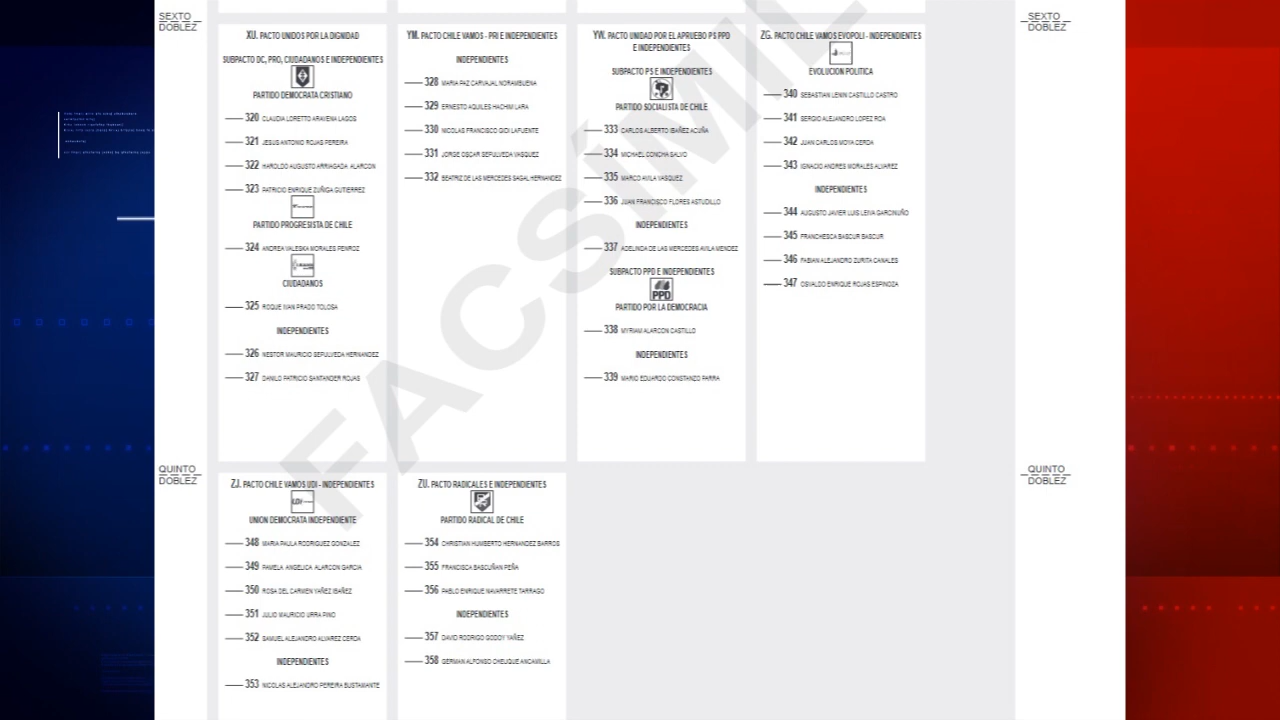 SEXTO
DOBLEZ
SEXTO
DOBLEZ
XU. PACTO UNIDOS POR LA DIGNIDAD
SUBPACTO DC, PRO, CIUDADANOS E INDEPENDIENTES
PARTIDO DEMOCRATA CRISTIANO
320 CLAUDIA LORETTO ARAVENA LAGOS
321 JESUS ANTONIO ROJAS PEREIRA
322 HAROLDO AUGUSTO ARRIAGADA ALARCON
323 PATRICIO ENRIQUE ZUÑIGA GUTIERREZ
PARTIDO PROGRESISTA DE CHILE
324 ANDREA VALESKA MORALES PENROZ
CIUDADANOS
325 ROQUE IVAN PRADO TOLOSA
INDEPENDIENTES
326 NESTOR MAURICIO SEPULVEDA HERNANDEZ
327 DANILO PATRICIO SANTANDER ROJAS
YM. PACTO CHILE VAMOS - PRI E INDEPENDIENTES
INDEPENDIENTES
328 MARIA PAZ CARVAJAL NORAMBUENA
329 ERNESTO AQUILES HACHIM LARA
330 NICOLAS FRANCISCO GIDI LAFUENTE
331 JORGE OSCAR SEPULVEDA VASQUEZ
332 BEATRIZ DE LAS MERCEDES SAGAL HERNANDEZ
YW. PACTO UNIDAD POR EL APRUEBO PS PPD
E INDEPENDIENTES
SUBPACTO PS E INDEPENDIENTES
PARTIDO SOCIALISTA DE CHILE
333 CARLOS ALBERTO IBAÑEZ ACUÑA
334 MICHAEL CONCHA SALVO
335 MARCO AVILA VASQUEZ
336 JUAN FRANCISCO FLORES ASTUDILLO
INDEPENDIENTES
337 ADELINDA DE LAS MERCEDES AVILA MENDEZ
SUBPACTO PPD E INDEPENDIENTES
PPD
PARTIDO POR LA DEMOCRACIA
338 MYRIAM ALARCON CASTILLO
INDEPENDIENTES
339 MARIO EDUARDO CONSTANZO PARRA
ZG. PACTO CHILE VAMOS EVOPOLI - INDEPENDIENTES
EVOLUCION POLITICA
340 SEBASTIAN LENIN CASTILLO CASTRO
341 SERGIO ALEJANDRO LOPEZ ROA
342 JUAN CARLOS MOYA CERDA
343 IGNACIO ANDRES MORALES ALVAREZ
INDEPENDIENTES
344 AUGUSTO JAVIER LUIS LEIVA GARCINUÑO
345 FRANCHESCA BASCUR BASCUR
346 FABIAN ALEJANDRO ZURITA CANALES
347 OSVALDO ENRIQUE ROJAS ESPINOZA
FACSÍMIL
QUINTO
DOBLEZ
QUINTO
DOBLEZ
ZJ. PACTO CHILE VAMOS UDI - INDEPENDIENTES
UDI
UNION DEMOCRATA INDEPENDIENTE
348 MARIA PAULA RODRIGUEZ GONZALEZ
349 PAMELA ANGELICA ALARCON GARCIA
350 ROSA DEL CARMEN YAÑEZ IBAÑEZ
351 JULIO MAURICIO URRA PINO
352 SAMUEL ALEJANDRO ALVAREZ CERDA
INDEPENDIENTES
353 NICOLAS ALEJANDRO PEREIRA BUSTAMANTE
ZU. PACTO RADICALES E INDEPENDIENTES
PARTIDO RADICAL DE CHILE
354 CHRISTIAN HUMBERTO HERNANDEZ BARROS
355 FRANCISCA BASCUÑAN PEÑA
356 PABLO ENRIQUE NAVARRETE TARRAGO
INDEPENDIENTES
357 DAVID RODRIGO GODOY YAÑEZ
358 GERMAN ALFONSO CHEUQUE ANCAMILLA